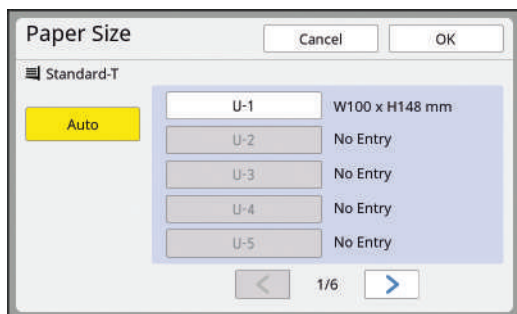 Paper Size
Cancel
OK
Standard-T
Auto
U-1 W100 x H148 mm
U-2 No Entry
U-3 No Entry
U-4 No Entry
U-5 No Entry
< 1/6 >